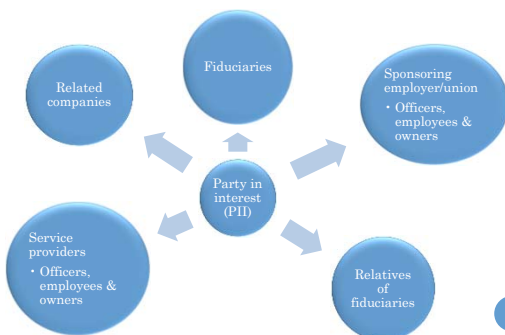 Fiduciaries
Related
companies
Sponsoring
employer/union
• Officers,
employees &
owners
Party in
interest
(PII)
Service
providers
• Officers,
employees &
owners
Relatives
of
fiduciaries